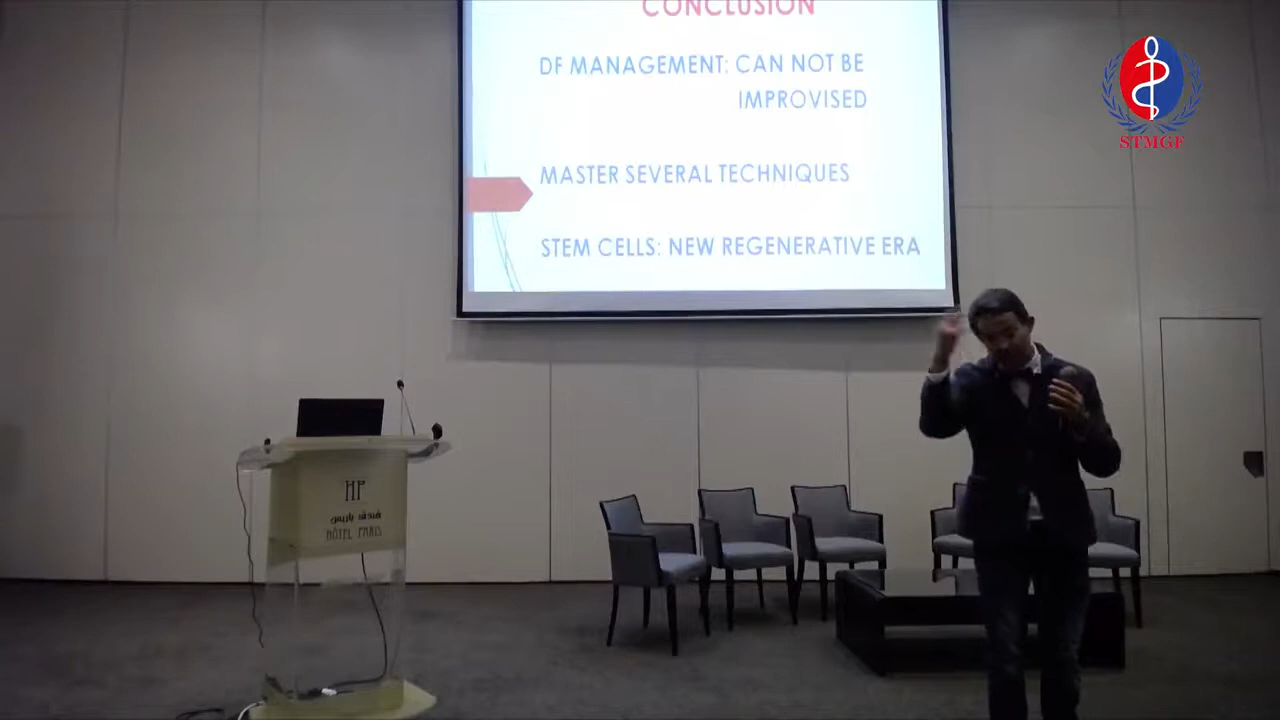 CONCLUSION
DF MANAGEMENT: CAN NOT BE
IMPROVISED
MASTER SEVERAL TECHNIQUES
STEM CELLS: NEW REGENERATIVE ERA
STMGF
HP
فندق باريس
HÔTEL PARIS